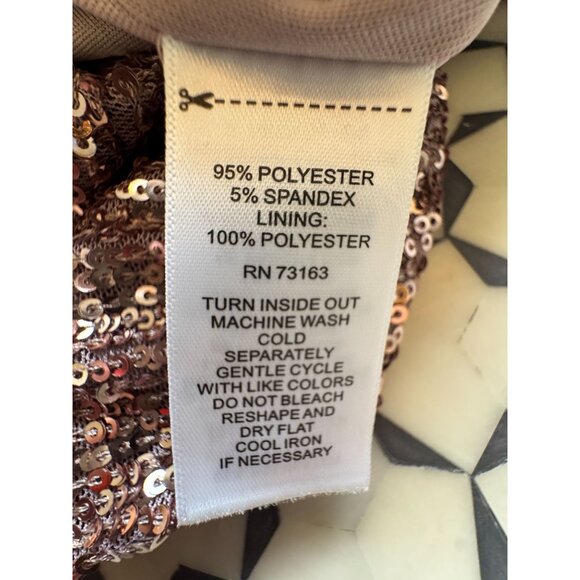 95% POLYESTER
5% SPANDEX
LINING:
100% POLYESTER
RN 73163
TURN INSIDE OUT
MACHINE WASH
COLD
SEPARATELY
GENTLE CYCLE
WITH LIKE COLORS
DO NOT BLEACH
RESHAPE AND
DRY FLAT
COOL IRON
IF NECESSARY